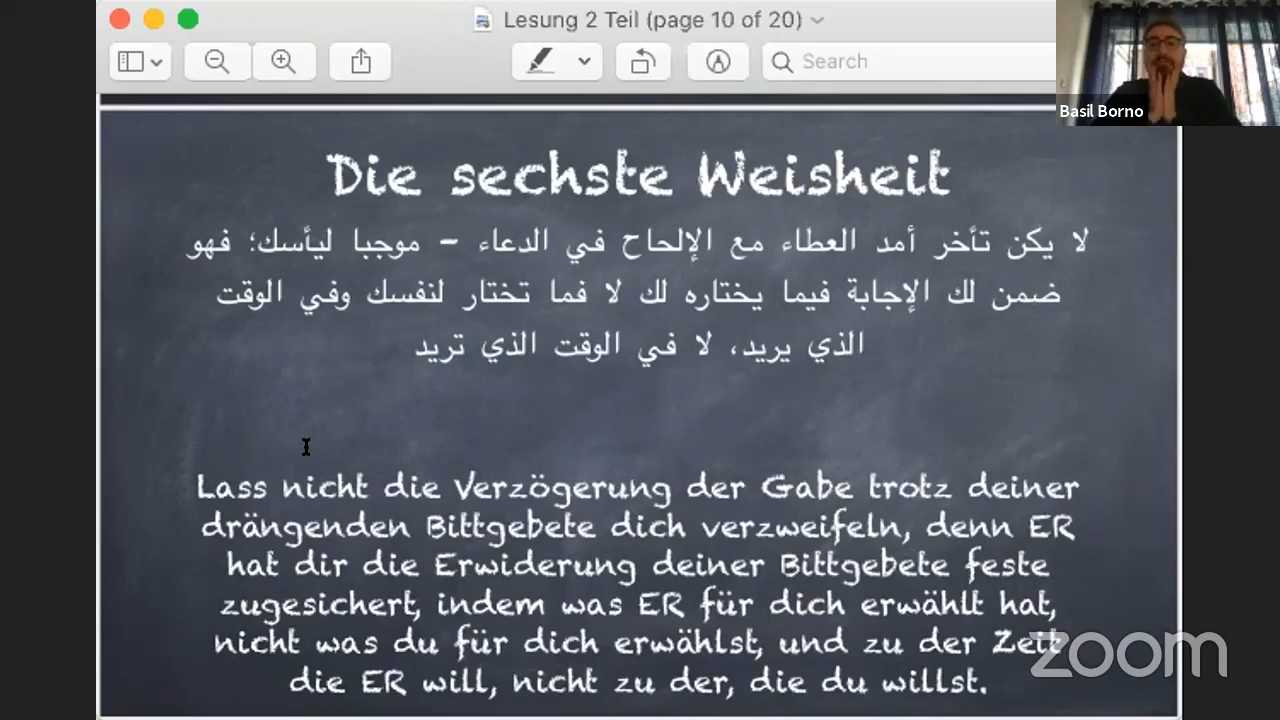 Lesung 2 Teil (page 10 of 20)
Search
Basil Borno
Die sechste Weisheit
لا يكن تأخر أمد العطاء مع الإلحاح في الدعاء - موجبا ليأسك؛ فهو
ضمن لك الإجابة فيما يختاره لك لا فما تختار لنفسك وفي الوقت
الذي يريد، لا في الوقت الذي تريد
Lass nicht die Verzögerung der Gabe trotz deiner
drängenden Bittgebete dich verzweifeln, denn ER
hat dir die Erwiderung deiner Bittgebete feste
zugesichert, indem was ER für dich erwählt hat,
nicht was du für dich erwählst, und zu der Zeit
die ER will, nicht zu der, die du willst.
zoom